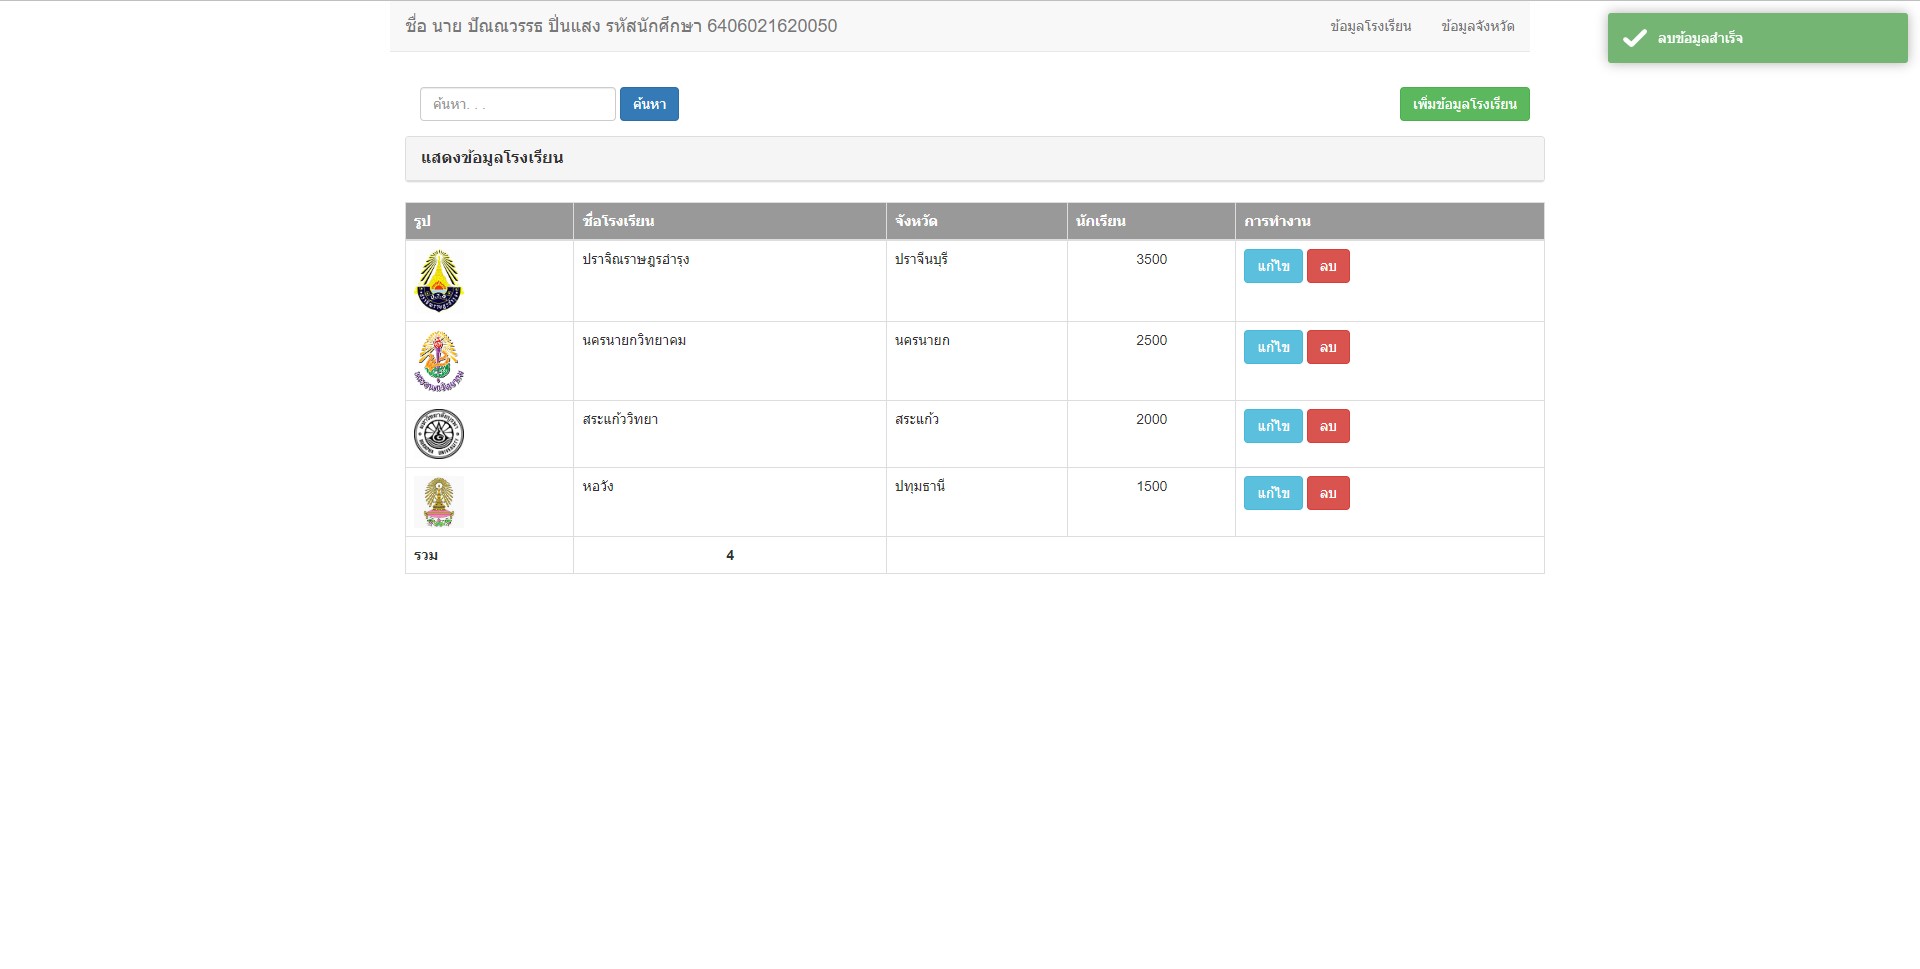 ชื่อ นาย ปัณณวรรธ ปิ่นแสง รหัสนักศึกษา 6406021620050
ข้อมูลโรงเรียน
ข้อมูลจังหวัด
ลบข้อมูลสำเร็จ
ค้นหา. . .
ค้นหา
เพิ่มข้อมูลโรงเรียน
แสดงข้อมูลโรงเรียน
รูป ชื่อโรงเรียน จังหวัด นักเรียน การทำงาน
ปราจิณราษฎรอำรุง ปราจีนบุรี 3500 แก้ไข ลบ
นครนายกวิทยาคม นครนายก 2500 แก้ไข ลบ
สระแก้ววิทยา สระแก้ว 2000 แก้ไข ลบ
หอวัง ปทุมธานี 1500 แก้ไข ลบ
รวม 4